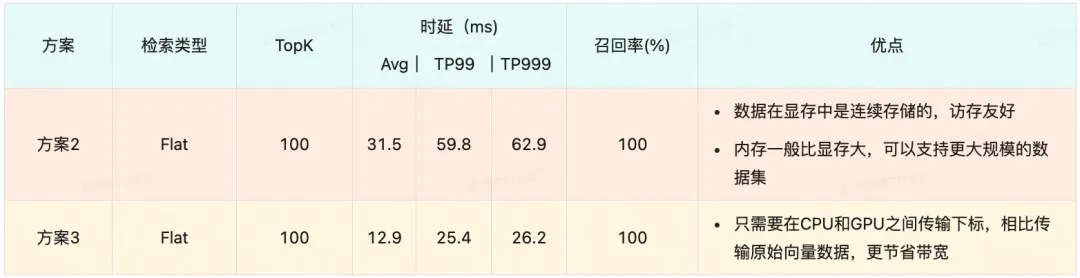 方案 检索类型 TopK 时延（ms) 召回率(%) 优点
Avg | TP99 | TP999
方案2 Flat 100 31.5 59.8 62.9 100
• 数据在显存中是连续存储的，访存友好
• 内存一般比显存大，可以支持更大规模的数
据集
方案3 Flat 100 12.9 25.4 26.2 100
• 只需要在CPU和GPU之间传输下标，相比传
输原始向量数据，更节省带宽